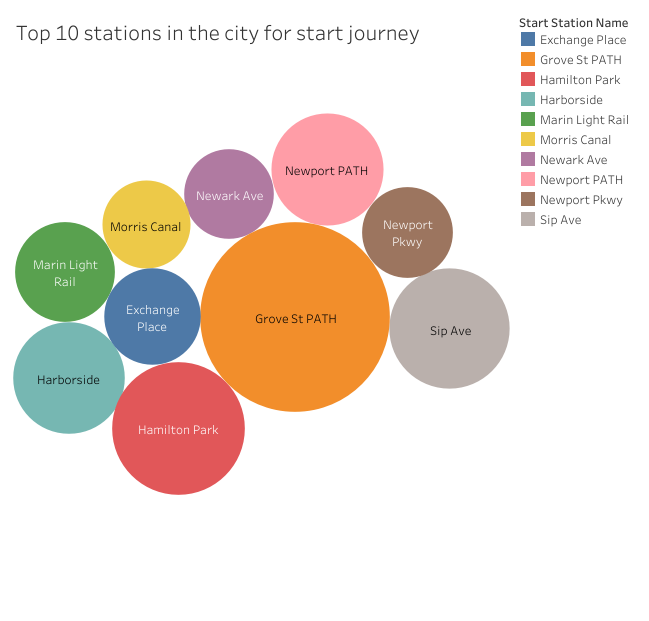 Top 10 stations in the city for start journey
Start Station Name
Exchange Place
Grove St PATH
Hamilton Park
Harborside
Marin Light Rail
Morris Canal
Newark Ave
Newport PATH
Newport Pkwy
Sip Ave
Newport PATH
Newark Ave
Morris Canal
Newport
Pkwy
Marin Light
Rail
Exchange
Place
Grove St PATH
Sip Ave
Harborside
Hamilton Park